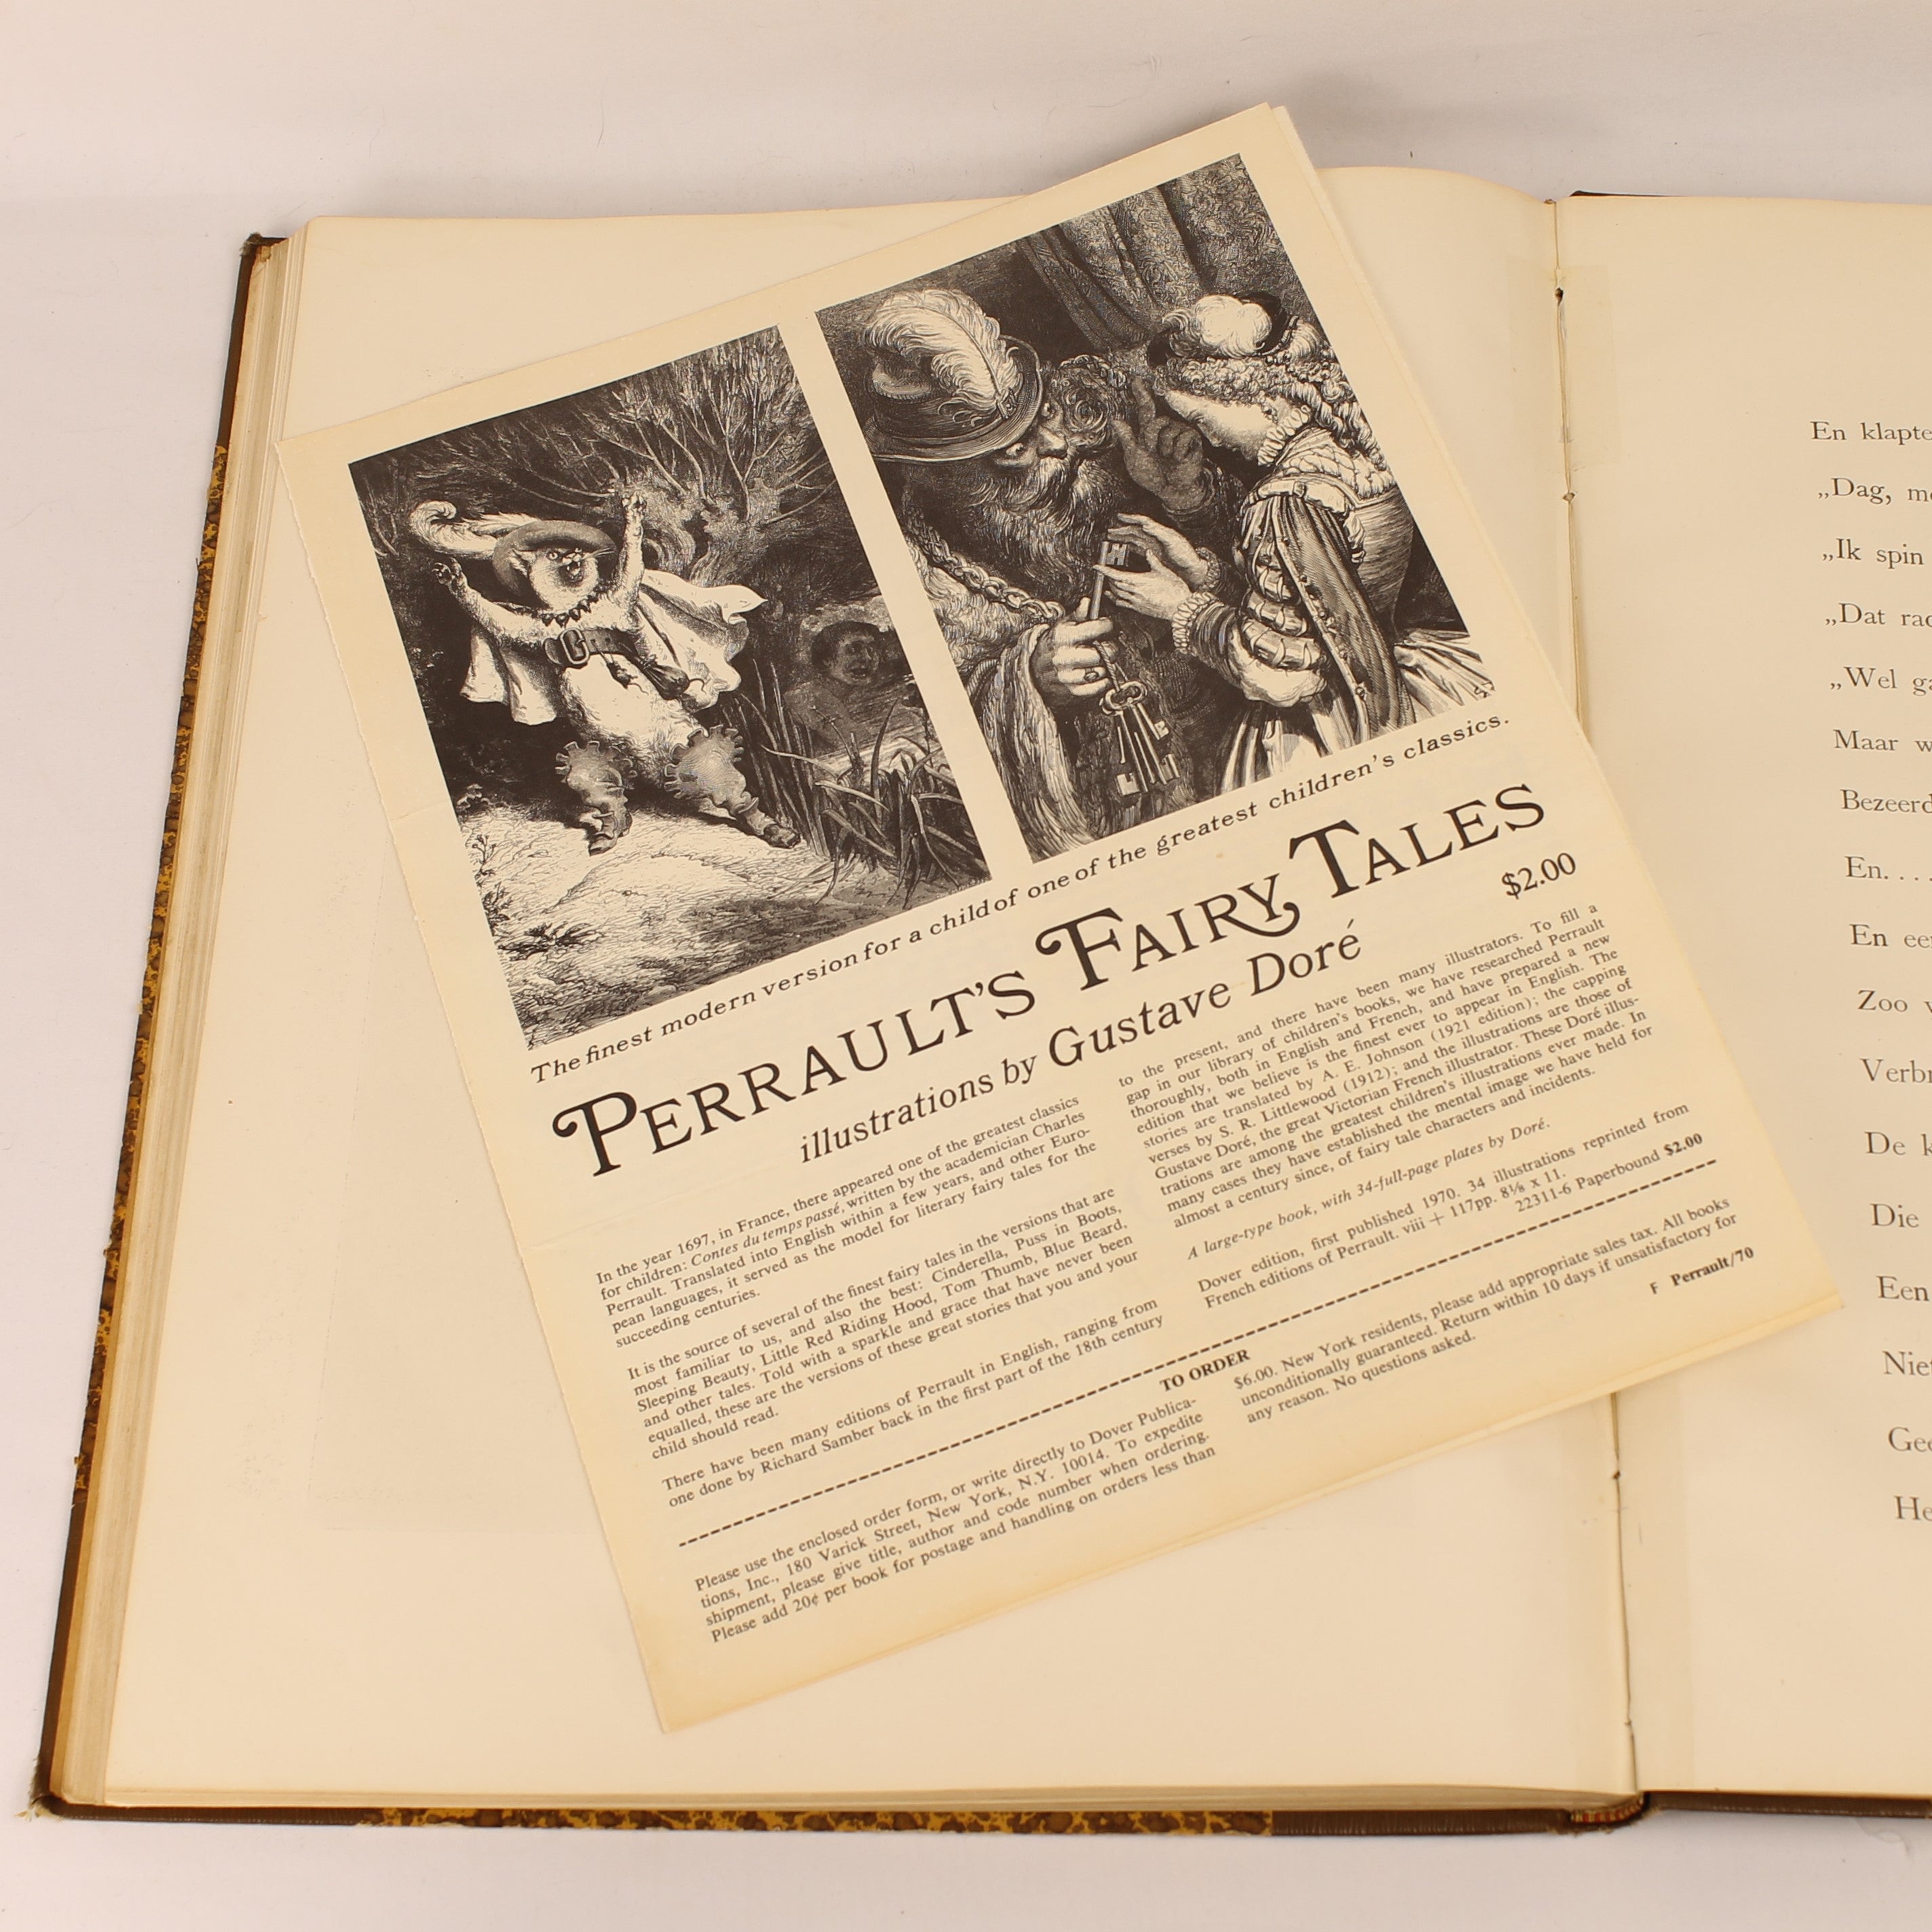 The finest modern version for a child of one of the greatest children's classics.
PERRAULT'S FAIRY TALES
illustrations by Gustave Doré
$2.00
In the year 1697, in France, there appeared one of the greatest classics
for children: Contes du temps passé, written by the academician Charles
Perrault. Translated into English within a few years, and other Euro-
pean languages, it served as the model for literary fairy tales for the
succeeding centuries.
It is the source of several of the finest fairy tales in the versions that are
most familiar to us, and also the best: Cinderella, Puss in Boots,
Sleeping Beauty, Little Red Riding Hood, Tom Thumb, Blue Beard,
and other tales. Told with a sparkle and grace that have never been
equalled, these are the versions of these great stories that you and your
child should read.
There have been many editions of Perrault in English, ranging from
one done by Richard Samber back in the first part of the 18th century
to the present, and there have been many illustrators. To fill a
gap in our library of children's books, we have researched Perrault
thoroughly, both in English and French, and have prepared a new
edition that we believe is the finest ever to appear in English. The
stories are translated by A. E. Johnson (1921 edition); the capping
verses by S. R. Littlewood (1912); and the illustrations are those of
Gustave Doré, the great Victorian French illustrator. These Doré illus-
trations are among the greatest children's illustrations ever made. In
many cases they have established the mental image we have held for
almost a century since, of fairy tale characters and incidents.
A large-type book, with 34-full-page plates by Doré.
Dover edition, first published 1970. 34 illustrations reprinted from
French editions of Perrault. viii + 117pp. 8⅛ x 11.
22311-6 Paperbound $2.00
TO ORDER
Please use the enclosed order form, or write directly to Dover Publica-
tions, Inc., 180 Varick Street, New York, N.Y. 10014. To expedite
shipment, please give title, author and code number when ordering.
Please add 20¢ per book for postage and handling on orders less than
$6.00. New York residents, please add appropriate sales tax. All books
unconditionally guaranteed. Return within 10 days if unsatisfactory for
any reason. No questions asked.
F Perrault/70
En klapte
„Dag,
„Ik spin
„Dat
„Wel
Maar
Bezeerd
En....
En
Zoo
De
Die
Een